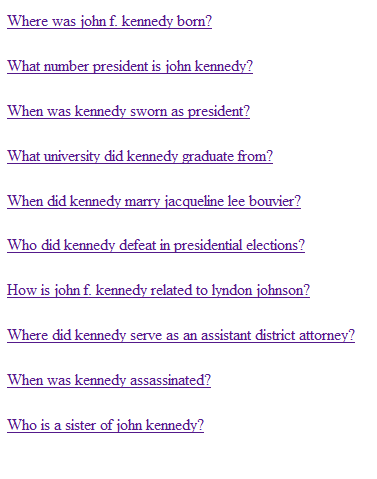 Where was john f. kennedy born?
What number president is john kennedy?
When was kennedy sworn as president?
What university did kennedy graduate from?
When did kennedy marry jacqueline lee bouvier?
Who did kennedy defeat in presidential elections?
How is john f. kennedy related to lyndon johnson?
Where did kennedy serve as an assistant district attorney?
When was kennedy assassinated?
Who is a sister of john kennedy?